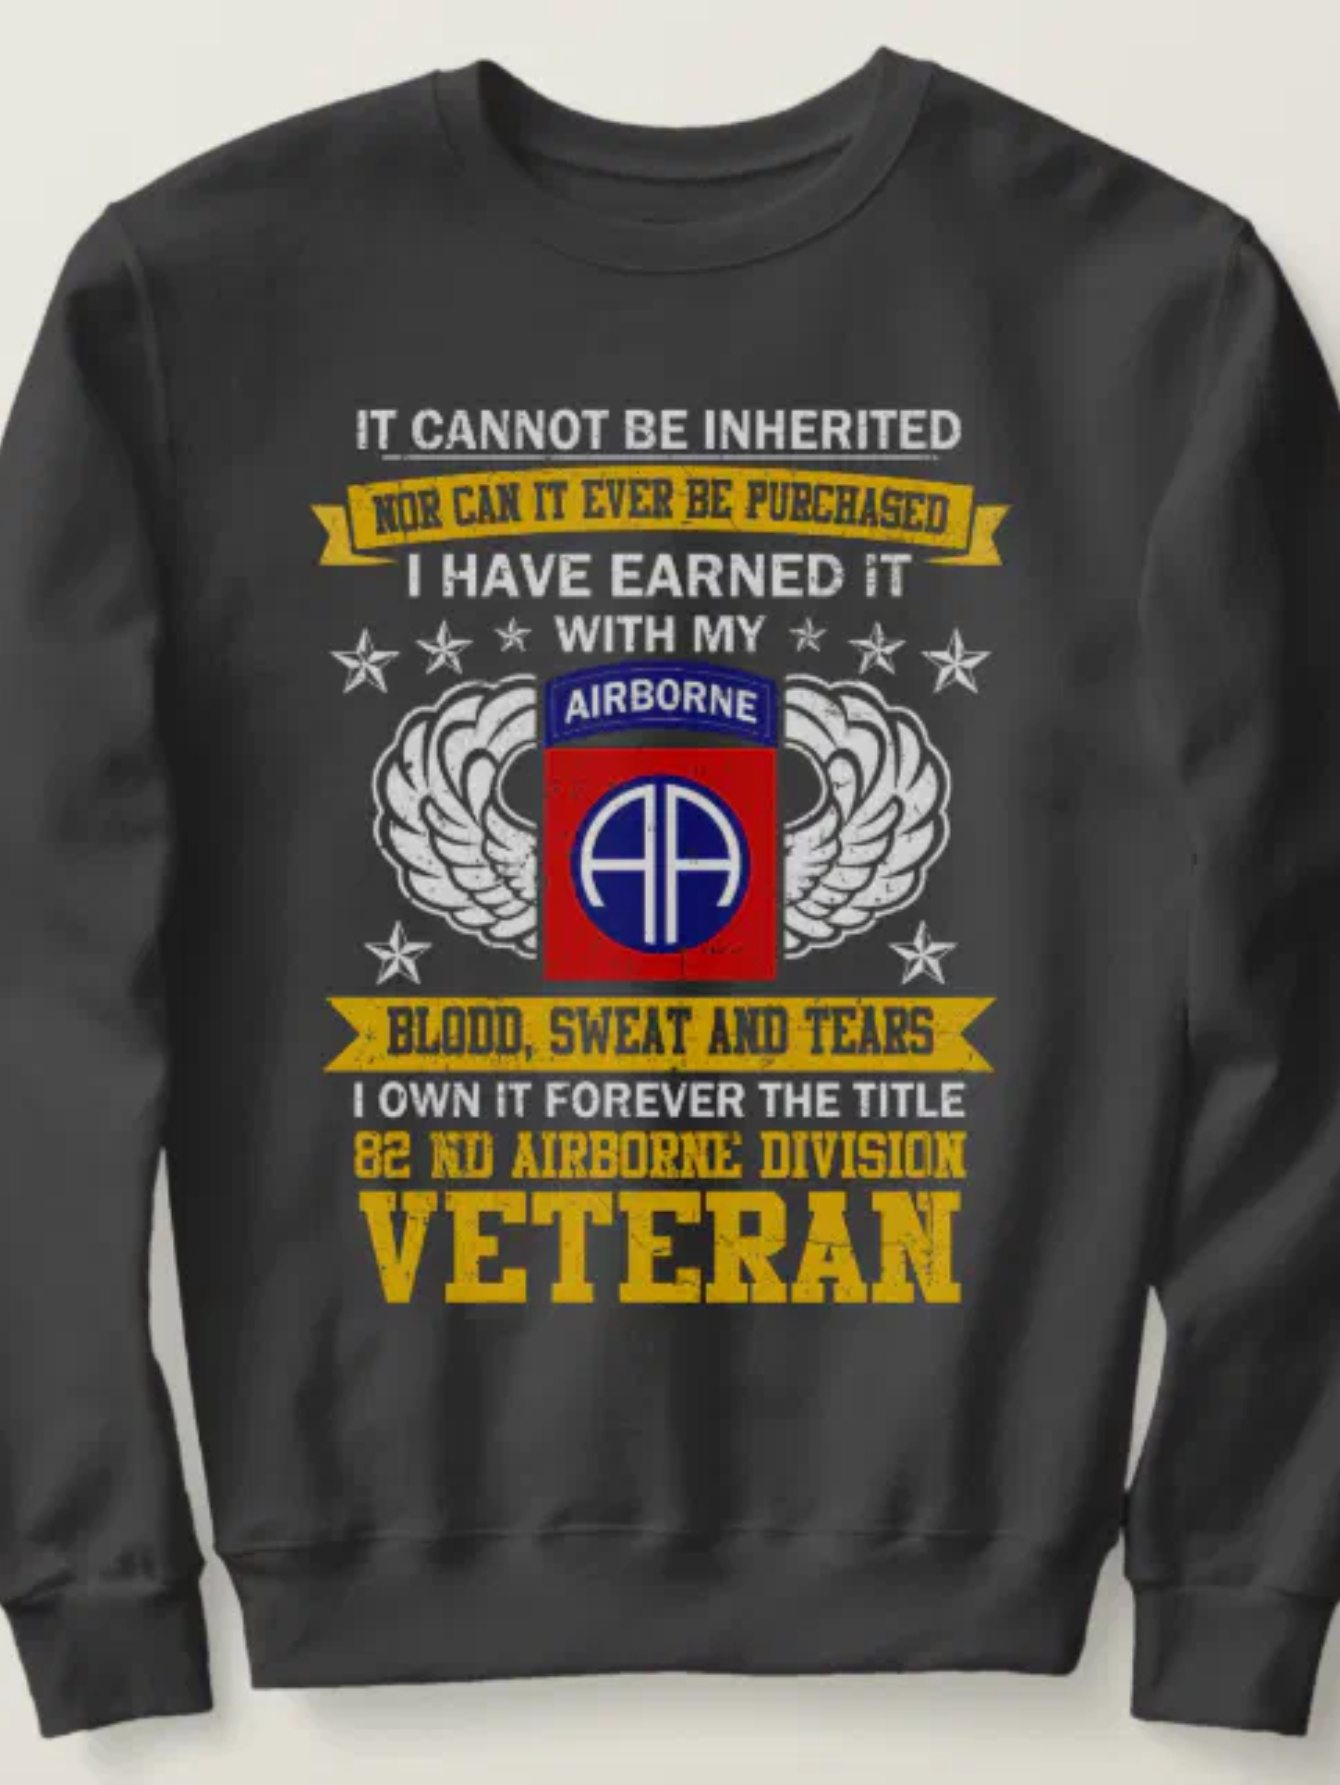 IT CANNOT BE INHERITED
NOR CAN IT EVER BE PURCHASED
I HAVE EARNED IT
WITH MY
AIRBORNE
AA
BLOOD, SWEAT AND TEARS
I OWN IT FOREVER THE TITLE
82 ND AIRBORNE DIVISION
VETERAN